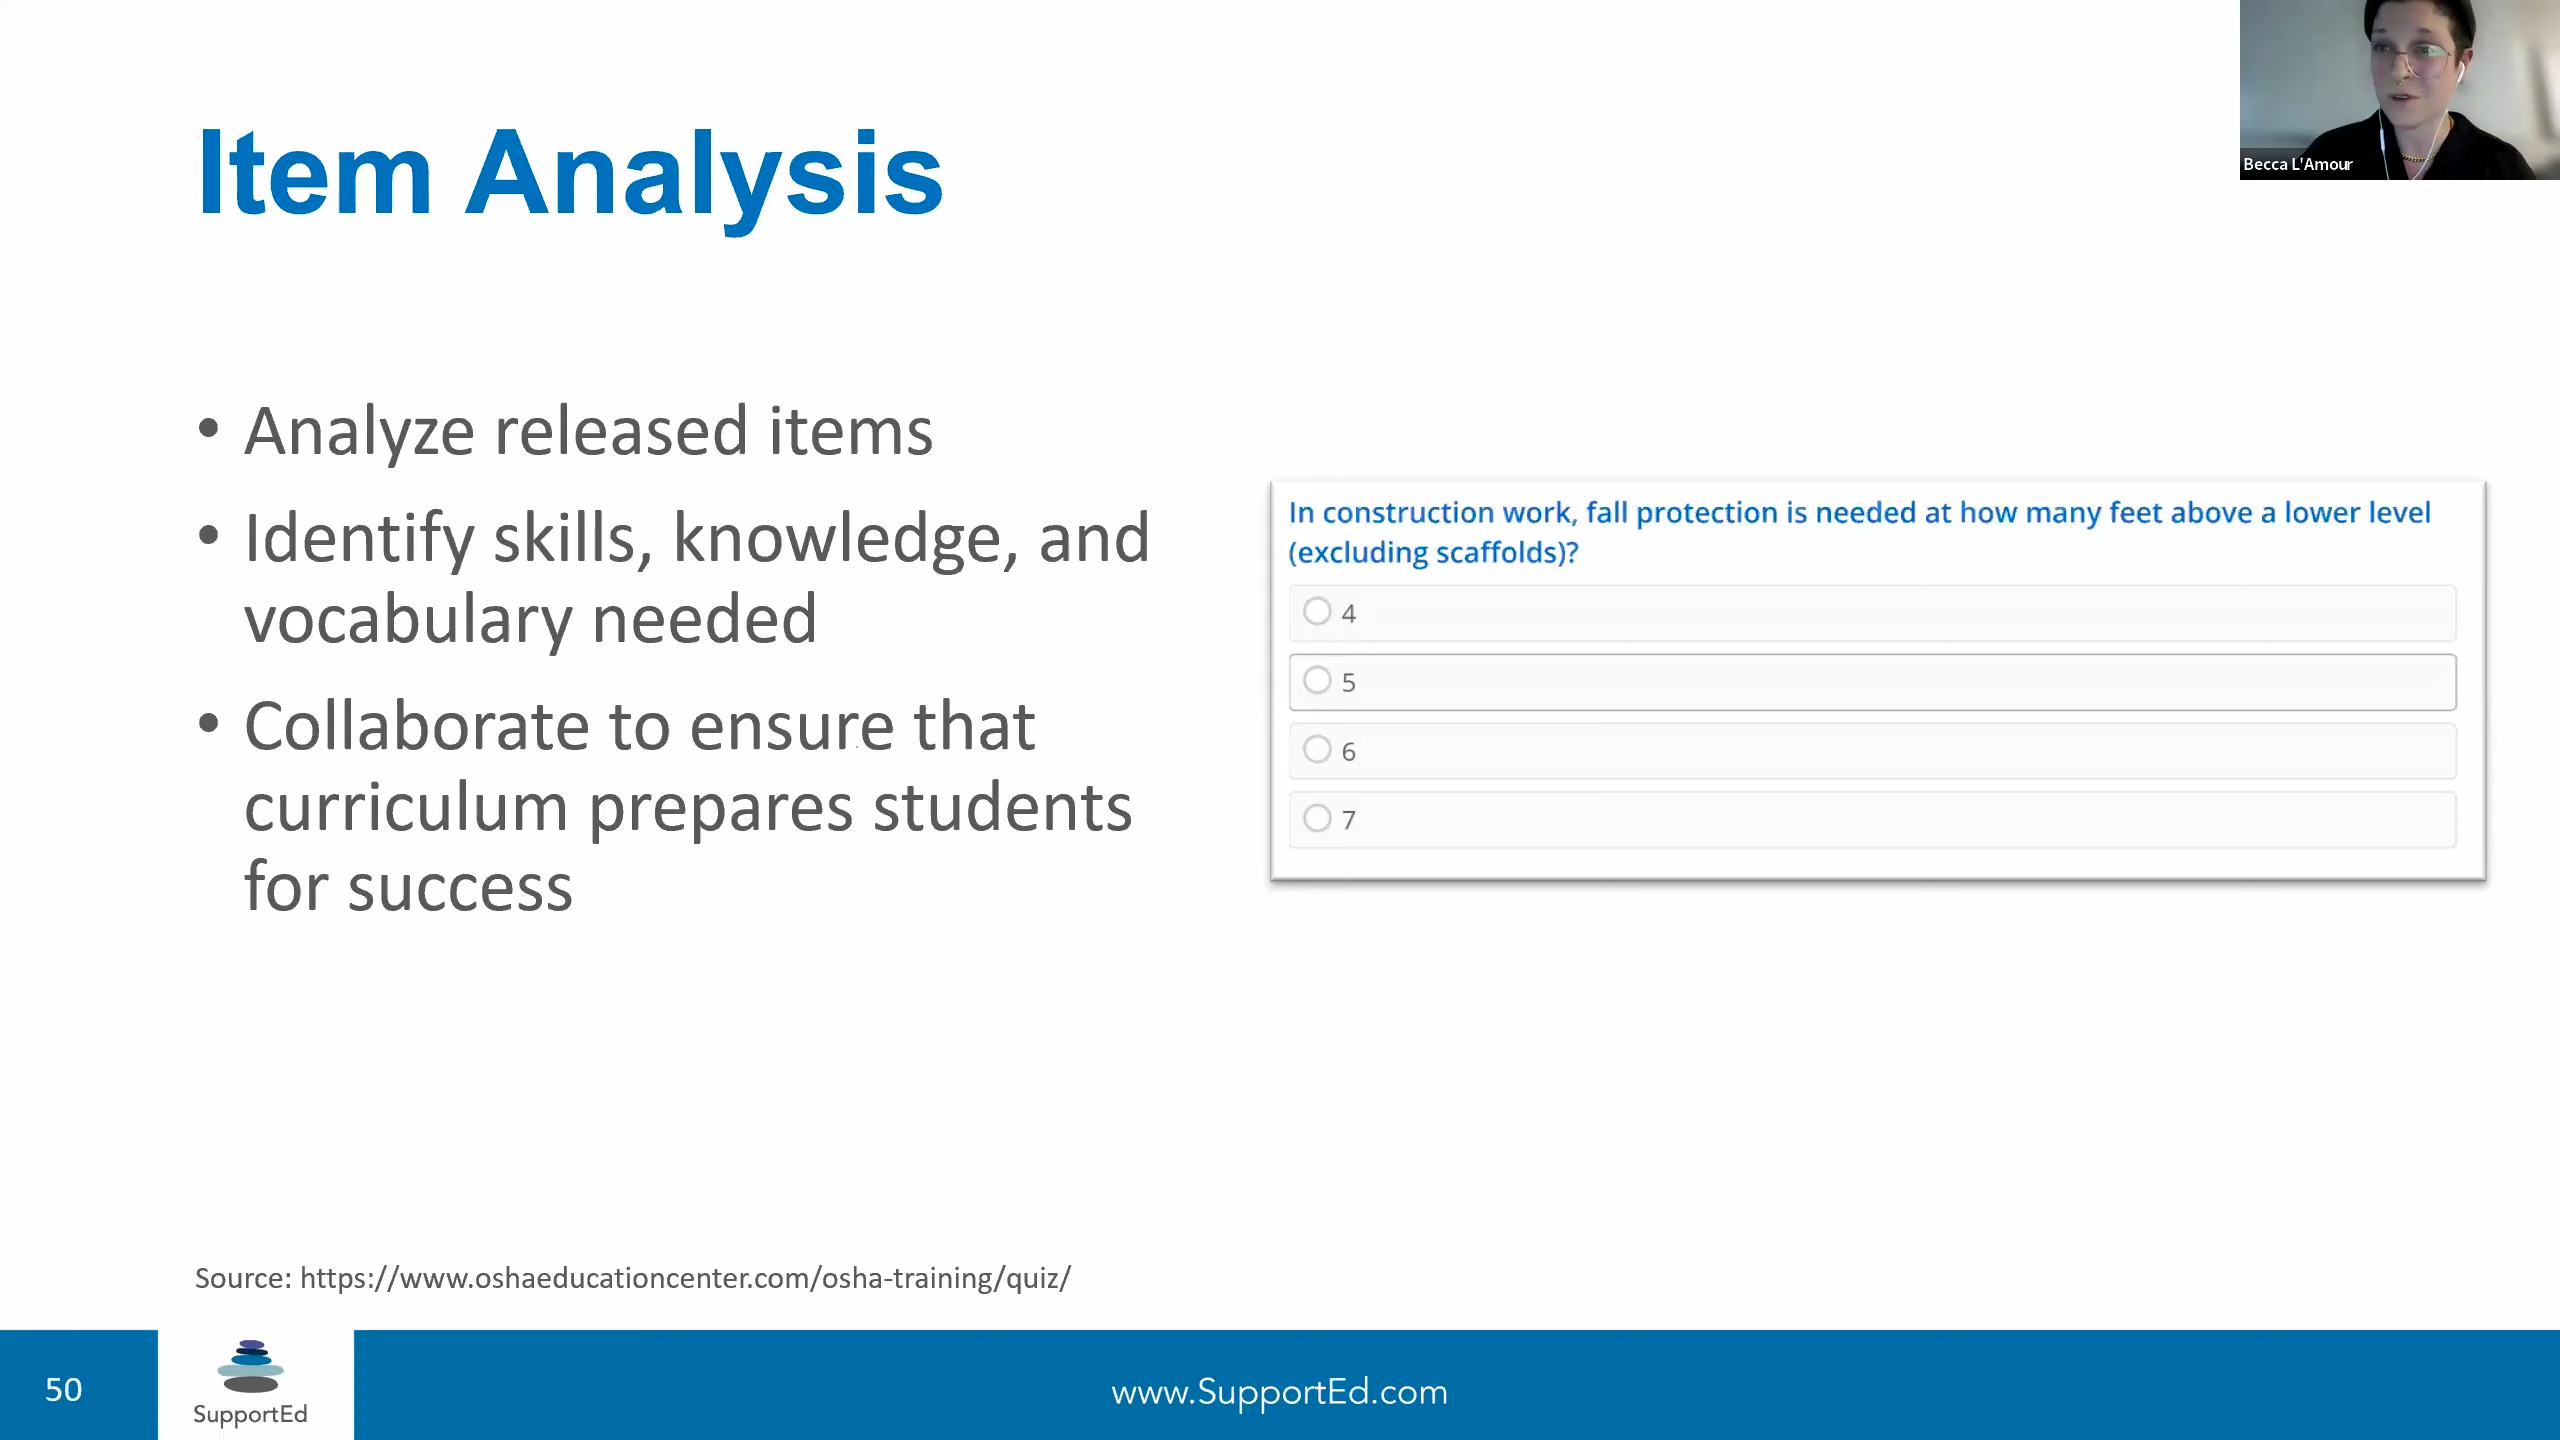 Item Analysis
Becca L'Amour
• Analyze released items
• Identify skills, knowledge, and
vocabulary needed
• Collaborate to ensure that
curriculum prepares students
for success
In construction work, fall protection is needed at how many feet above a lower level
(excluding scaffolds)?
4
5
6
7
Source: https://www.oshaeducationcenter.com/osha-training/quiz/
50
SupportEd
www.SupportEd.com